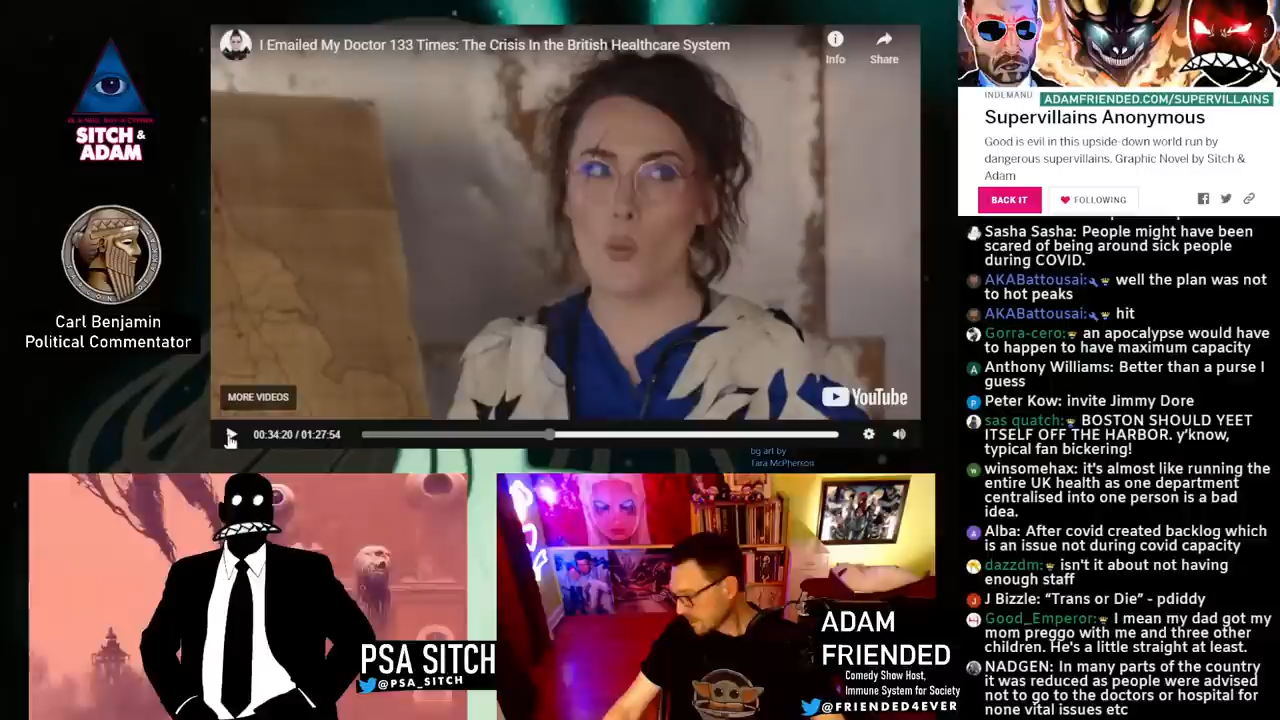 I Emailed My Doctor 133 Times: The Crisis In the British Healthcare System
Info
Share
SITCH &
ADAM
Carl Benjamin
Political Commentator
MORE VIDEOS
YouTube
00:34:20 / 01:27:54
bg art by
Tara McPherson
PSA SITCH
@PSA_SITCH
ADAM
FRIENDED
Comedy Show Host,
Immune System for Society
@FRIENDED4EVER
INDEMAND
ADAMFRIENDED.COM/SUPERVILLAINS
Supervillains Anonymous
Good is evil in this upside-down world run by
dangerous supervillains. Graphic Novel by Sitch &
Adam
BACK IT
FOLLOWING
Sasha Sasha: People might have been
scared of being around sick people
during COVID.
AKABattousai: well the plan was not
to hot peaks
AKABattousai: hit
Gorra-cero: an apocalypse would have
to happen to have maximum capacity
Anthony Williams: Better than a purse I
guess
Peter Kow: invite Jimmy Dore
sas quatch: BOSTON SHOULD YEET
ITSELF OFF THE HARBOR. y'know,
typical fan bickering!
winsomehax: it's almost like running the
entire UK health as one department
centralised into one person is a bad
idea.
Alba: After covid created backlog which
is an issue not during covid capacity
dazzdm: isn't it about not having
enough staff
J Bizzle: “Trans or Die” - pdiddy
Good_Emperor: I mean my dad got my
mom preggo with me and three other
children. He's a little straight at least.
NADGEN: In many parts of the country
it was reduced as people were advised
not to go to the doctors or hospital for
none vital issues etc